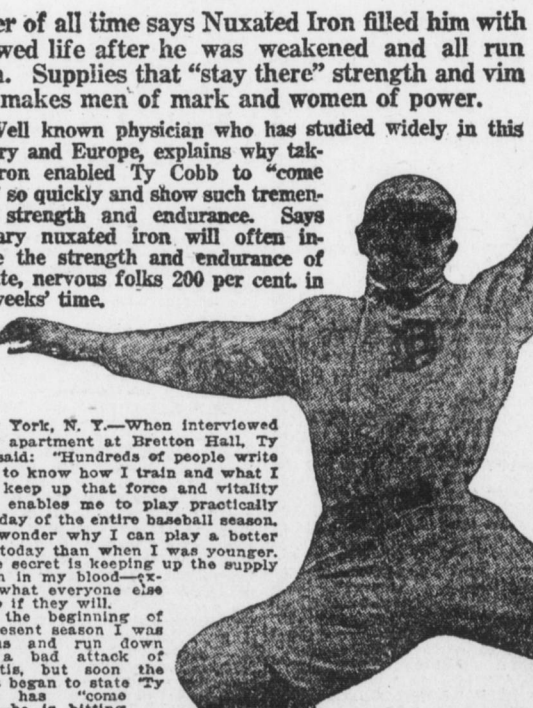 er of all time says Nuxated Iron filled him with
wed life after he was weakened and all run
n. Supplies that "stay there" strength and vim
makes men of mark and women of power.
Well known physician who has studied widely in this
ry and Europe, explains why tak-
ron enabled Ty Cobb to "come
so quickly and show such tremen-
strength and endurance. Says
ary nuxated iron will often in-
e the strength and endurance of
te, nervous folks 200 per cent. in
weeks' time.
York, N. Y.—When interviewed
apartment at Bretton Hall, Ty
said: "Hundreds of people write
to know how I train and what I
keep up that force and vitality
enables me to play practically
day of the entire baseball season.
wonder why I can play a better
today than when I was younger.
e secret is keeping up the supply
n in my blood—ex-
what everyone else
if they will.
the beginning of
resent season I was
us and run down
a bad attack of
tis, but soon the
s began to state 'Ty
has "come
he is hitting
D